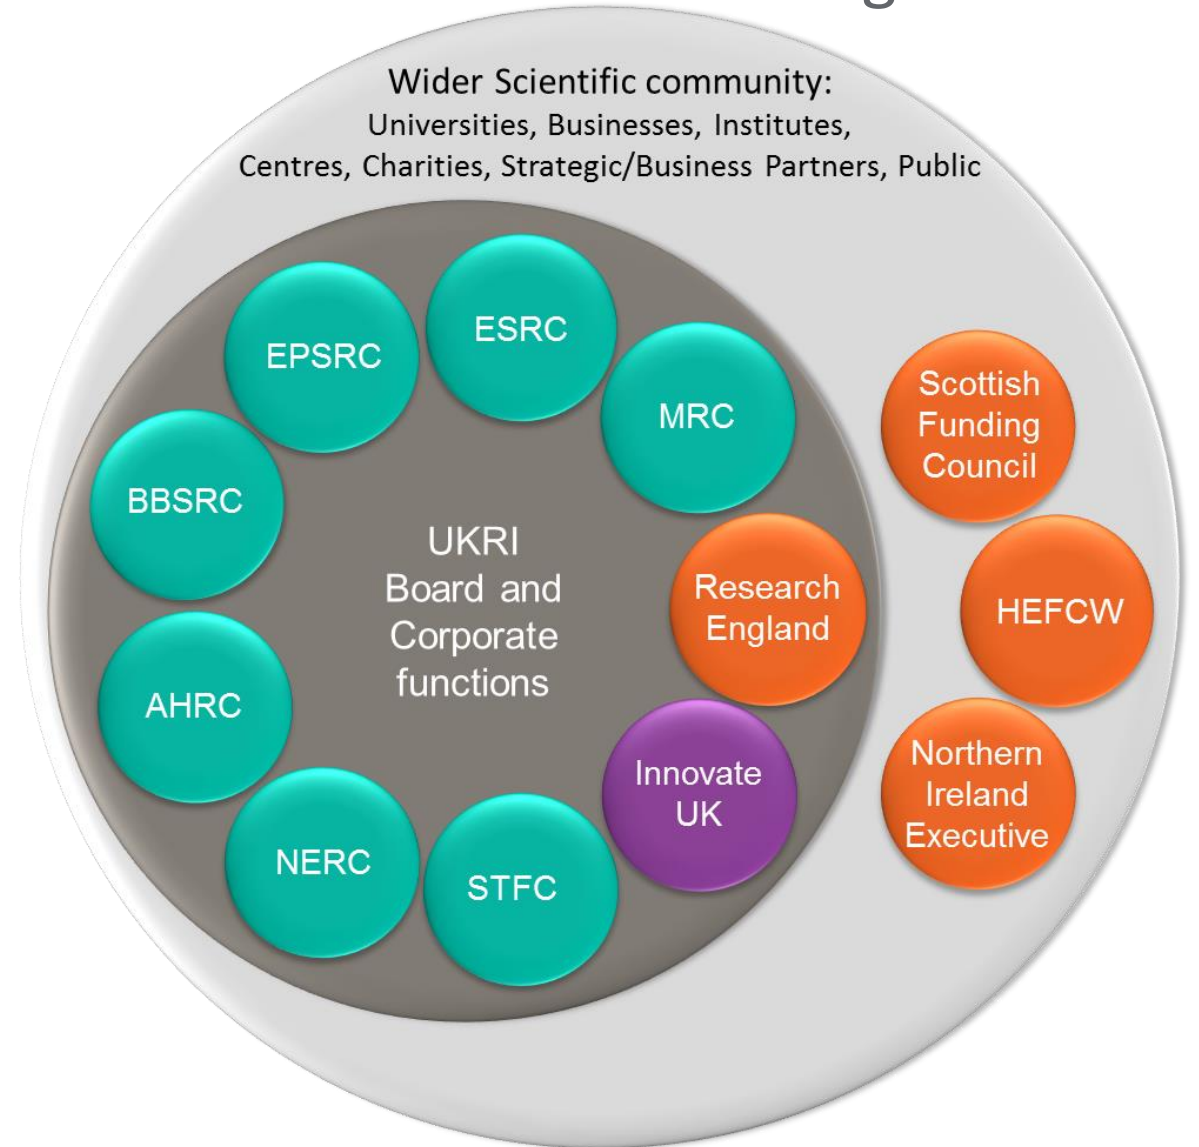 Wider Scientific community:
Universities, Businesses, Institutes,
Centres, Charities, Strategic/Business Partners, Public
ESRC
EPSRC
MRC
BBSRC
UKRI
Board and
Corporate
functions
Research
England
AHRC
Innovate
UK
NERC
STFC
Scottish
Funding
Council
HEFCW
Northern
Ireland
Executive